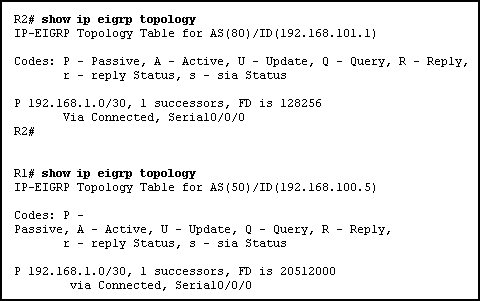 R2# show ip eigrp topology
IP-EIGRP Topology Table for AS(80)/ID(192.168.101.1)
Codes: P - Passive, A - Active, U - Update, Q - Query, R - Reply,
r - reply Status, s - sia Status
P 192.168.1.0/30, 1 successors, FD is 128256
Via Connected, Serial0/0/0
R2#
R1# show ip eigrp topology
IP-EIGRP Topology Table for AS(50)/ID(192.168.100.5)
Codes: P -
Passive, A - Active, U - Update, Q - Query, R - Reply,
r - reply Status, s - sia Status
P 192.168.1.0/30, 1 successors, FD is 20512000
via Connected, Serial0/0/0